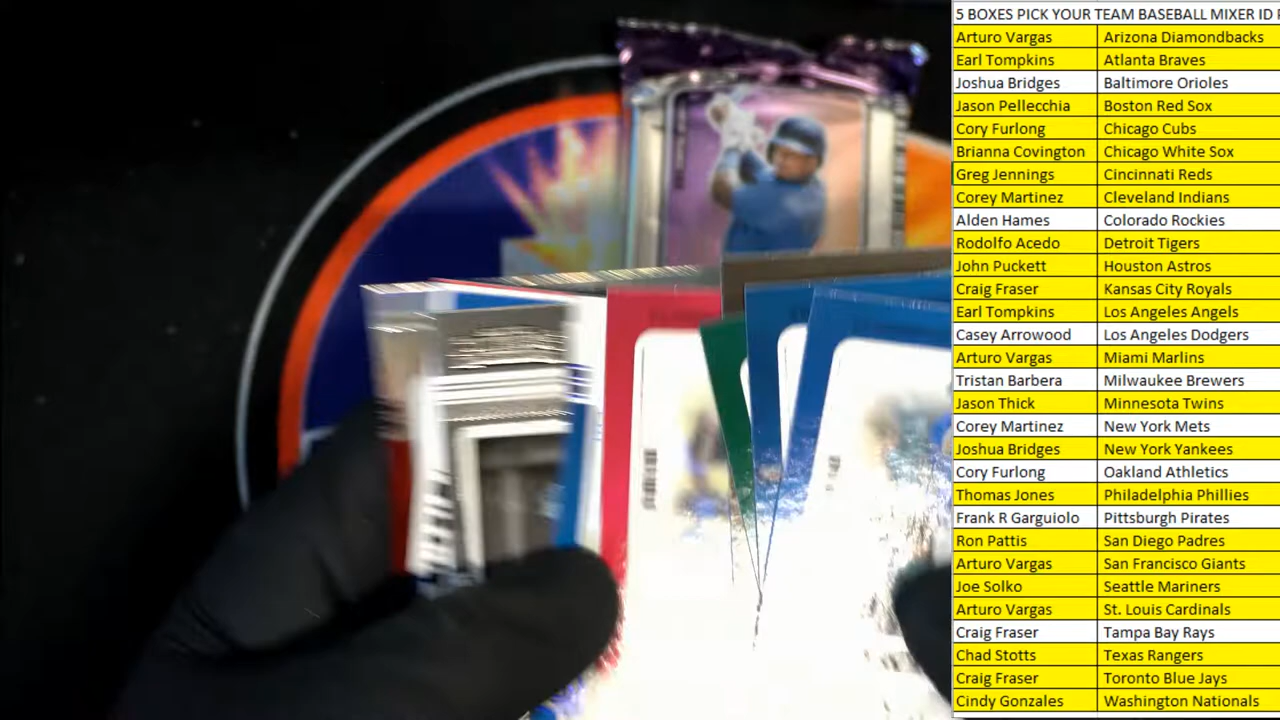 5 BOXES PICK YOUR TEAM BASEBALL MIXER ID
Arturo Vargas Arizona Diamondbacks
Earl Tompkins Atlanta Braves
Joshua Bridges Baltimore Orioles
Jason Pellecchia Boston Red Sox
Cory Furlong Chicago Cubs
Brianna Covington Chicago White Sox
Greg Jennings Cincinnati Reds
Corey Martinez Cleveland Indians
Alden Hames Colorado Rockies
Rodolfo Acedo Detroit Tigers
John Puckett Houston Astros
Craig Fraser Kansas City Royals
Earl Tompkins Los Angeles Angels
Casey Arrowood Los Angeles Dodgers
Arturo Vargas Miami Marlins
Tristan Barbera Milwaukee Brewers
Jason Thick Minnesota Twins
Corey Martinez New York Mets
Joshua Bridges New York Yankees
Cory Furlong Oakland Athletics
Thomas Jones Philadelphia Phillies
Frank R Garguiolo Pittsburgh Pirates
Ron Pattis San Diego Padres
Arturo Vargas San Francisco Giants
Joe Solko Seattle Mariners
Arturo Vargas St. Louis Cardinals
Craig Fraser Tampa Bay Rays
Chad Stotts Texas Rangers
Craig Fraser Toronto Blue Jays
Cindy Gonzales Washington Nationals